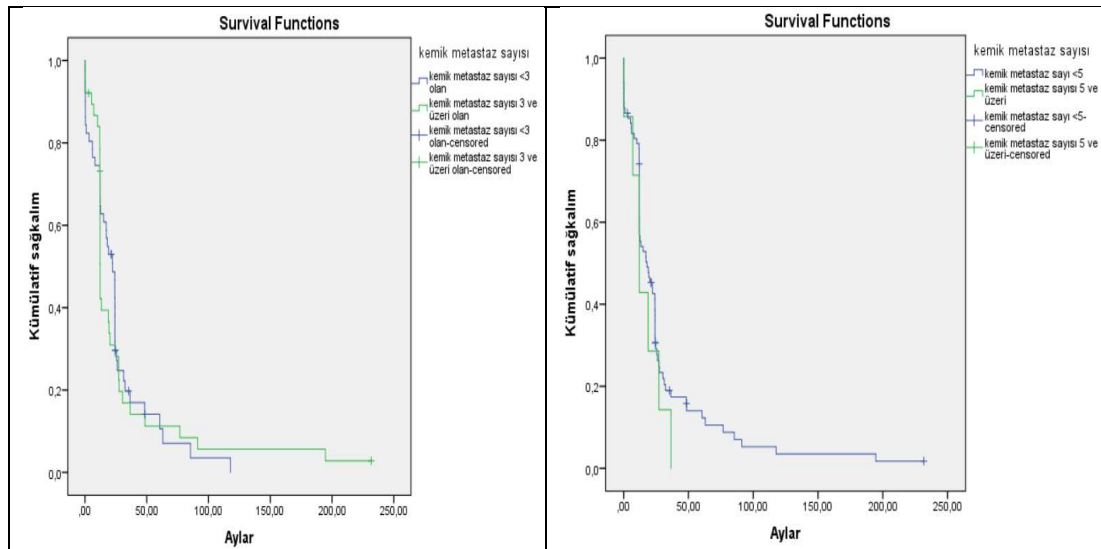 Survival Functions
kemik metastaz sayısı
kemik metastaz sayısı <3
olan
kemik metastaz sayısı 3 ve
üzeri olan
kemik metastaz sayısı <3
olan-censored
kemik metastaz sayısı 3 ve
üzeri olan-censored
Kümülatif sağkalım
1,0
0,8
0,6
0,4
0,2
0,0
,00
50,00
100,00
150,00
200,00
250,00
Aylar
Survival Functions
kemik metastaz sayısı
kemik metastaz sayı <5
kemik metastaz sayısı 5 ve
üzeri
kemik metastaz sayı <5-
censored
kemik metastaz sayısı 5 ve
üzeri-censored
Kümülatif sağkalım
1,0
0,8
0,6
0,4
0,2
0,0
,00
50,00
100,00
150,00
200,00
250,00
Aylar